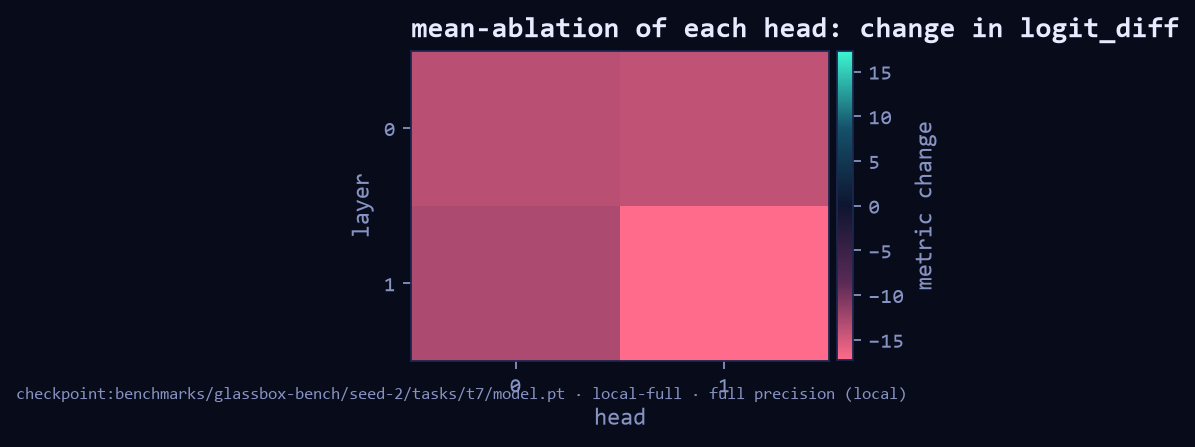 mean-ablation of each head: change in logit_diff
layer
0
1
0
1
head
15
10
5
0
−5
−10
−15
metric change
checkpoint:benchmarks/glassbox-bench/seed-2/tasks/t7/model.pt · local-full · full precision (local)